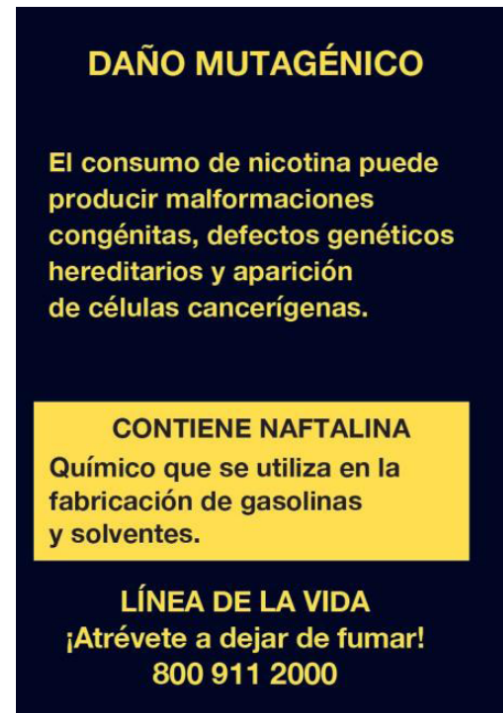 DAÑO MUTAGÉNICO
El consumo de nicotina puede
producir malformaciones
congénitas, defectos genéticos
hereditarios y aparición
de células cancerígenas.
CONTIENE NAFTALINA
Químico que se utiliza en la
fabricación de gasolinas
y solventes.
LÍNEA DE LA VIDA
¡Atrévete a dejar de fumar!
800 911 2000